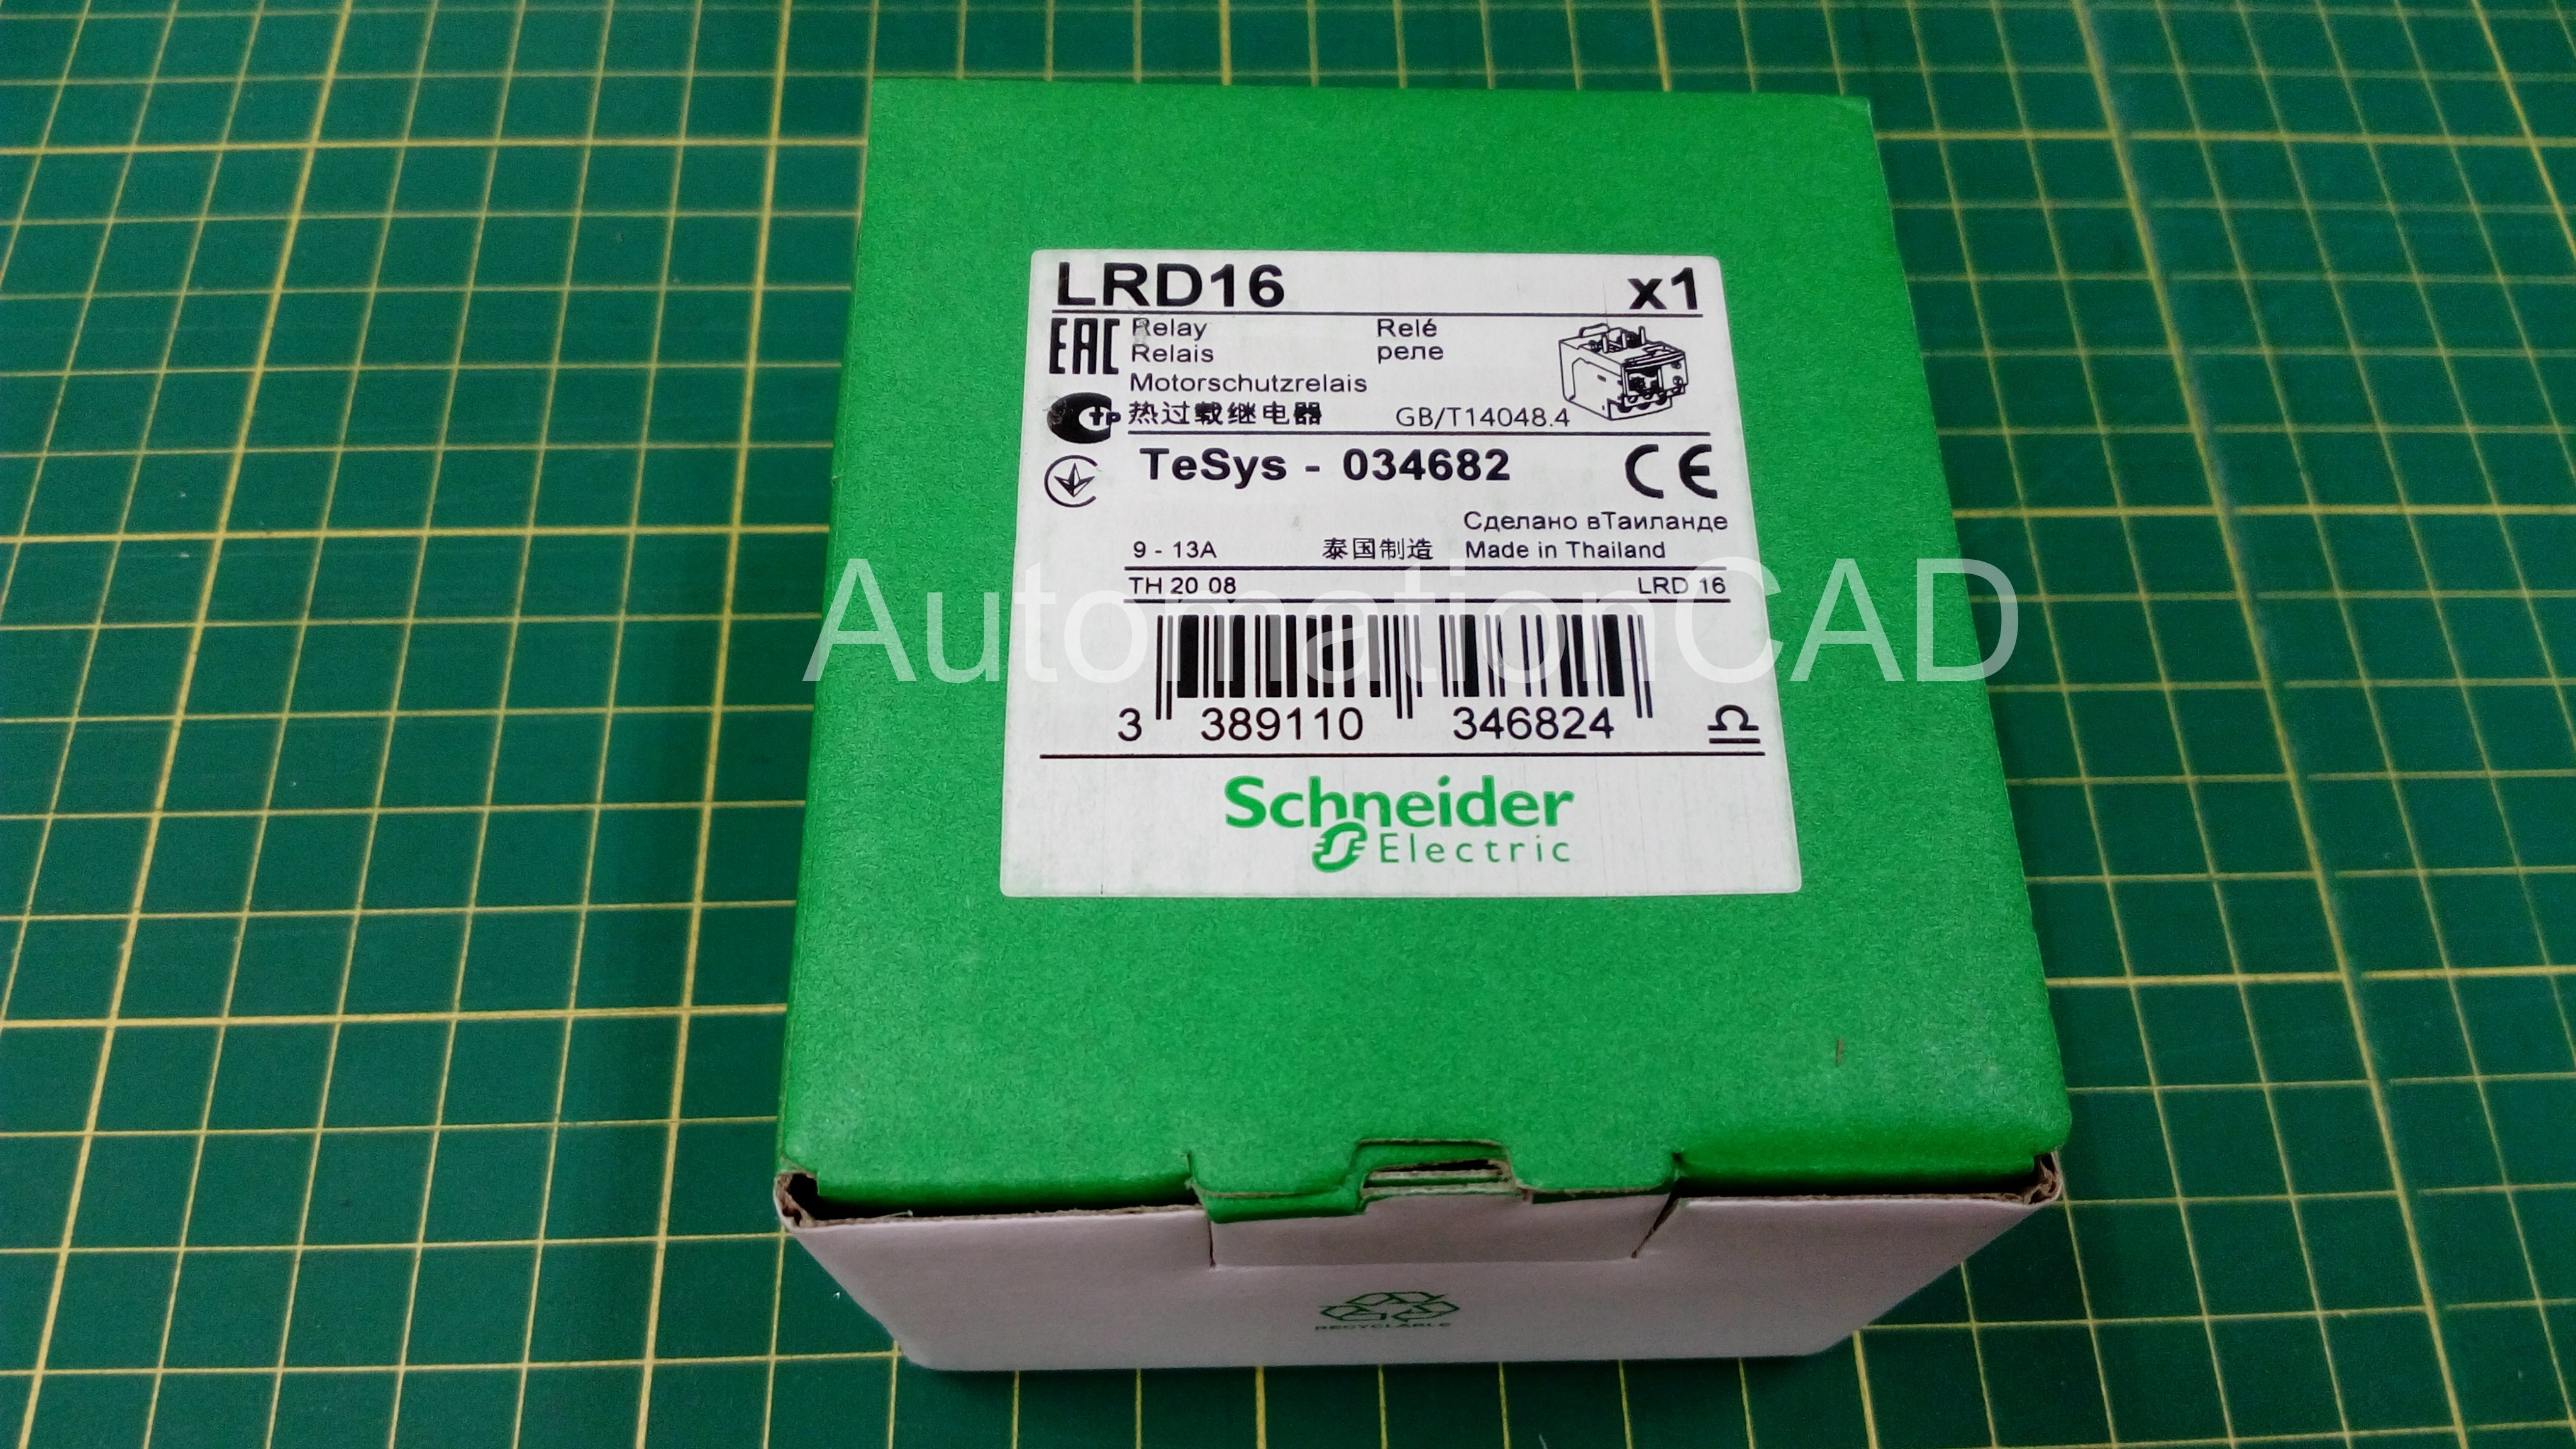 LRD16 x1
EAC Relay Relé
Relais реле
Motorschutzrelais
热过载继电器 GB/T14048.4
TeSys - 034682 CE
Сделано вТаиланде
9 - 13A 泰国制造 Made in Thailand
TH 20 08 LRD 16
AutomationCAD
3 389110 346824
Schneider
Electric
RECYCLABLE